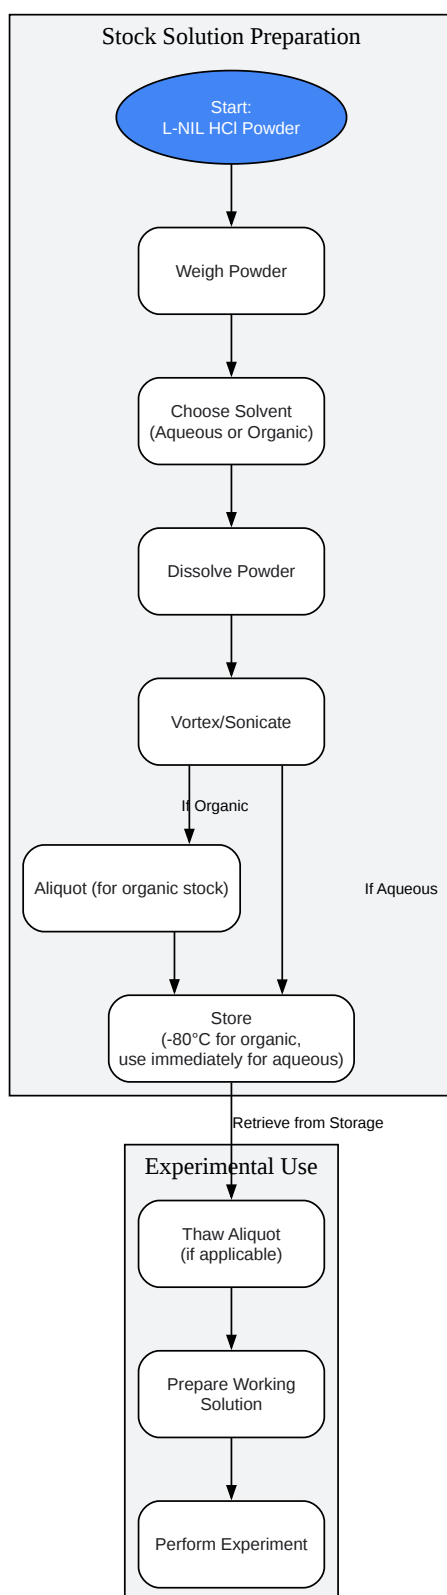 Stock Solution Preparation
Start:
L-NIL HCl Powder
Weigh Powder
Choose Solvent
(Aqueous or Organic)
Dissolve Powder
Vortex/Sonicate
If Organic
Aliquot (for organic stock)
If Aqueous
Store
(-80°C for organic,
use immediately for aqueous)
Retrieve from Storage
Experimental Use
Thaw Aliquot
(if applicable)
Prepare Working
Solution
Perform Experiment